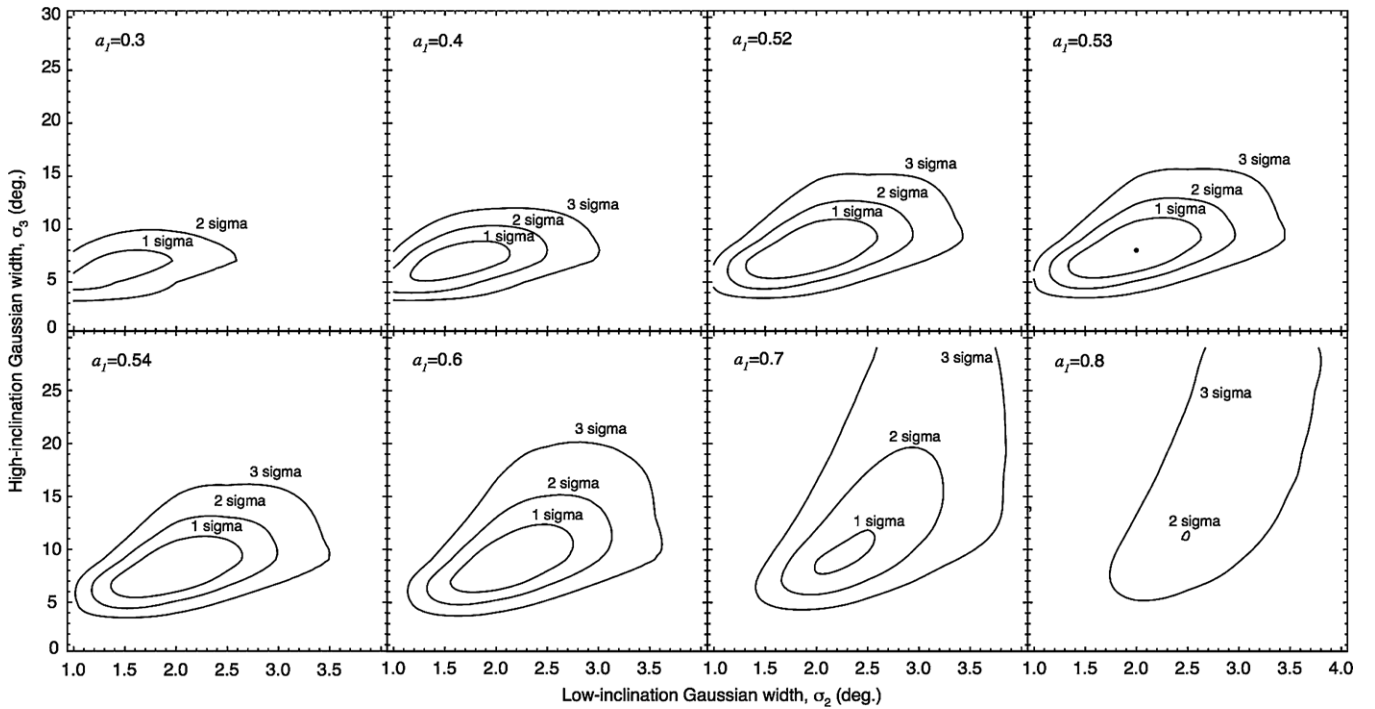 a₁=0.3
a₁=0.4
a₁=0.52
a₁=0.53
30
25
20
15
10
5
0
2 sigma
1 sigma
3 sigma
2 sigma
1 sigma
3 sigma
2 sigma
1 sigma
3 sigma
2 sigma
1 sigma
High-inclination Gaussian width, σ₃ (deg.)
a₁=0.54
a₁=0.6
a₁=0.7
a₁=0.8
25
20
15
10
5
0
3 sigma
2 sigma
1 sigma
3 sigma
2 sigma
1 sigma
3 sigma
2 sigma
1 sigma
3 sigma
2 sigma
1.0 1.5 2.0 2.5 3.0 3.5 1.0 1.5 2.0 2.5 3.0 3.5 1.0 1.5 2.0 2.5 3.0 3.5 1.0 1.5 2.0 2.5 3.0 3.5 4.0
Low-inclination Gaussian width, σ₂ (deg.)